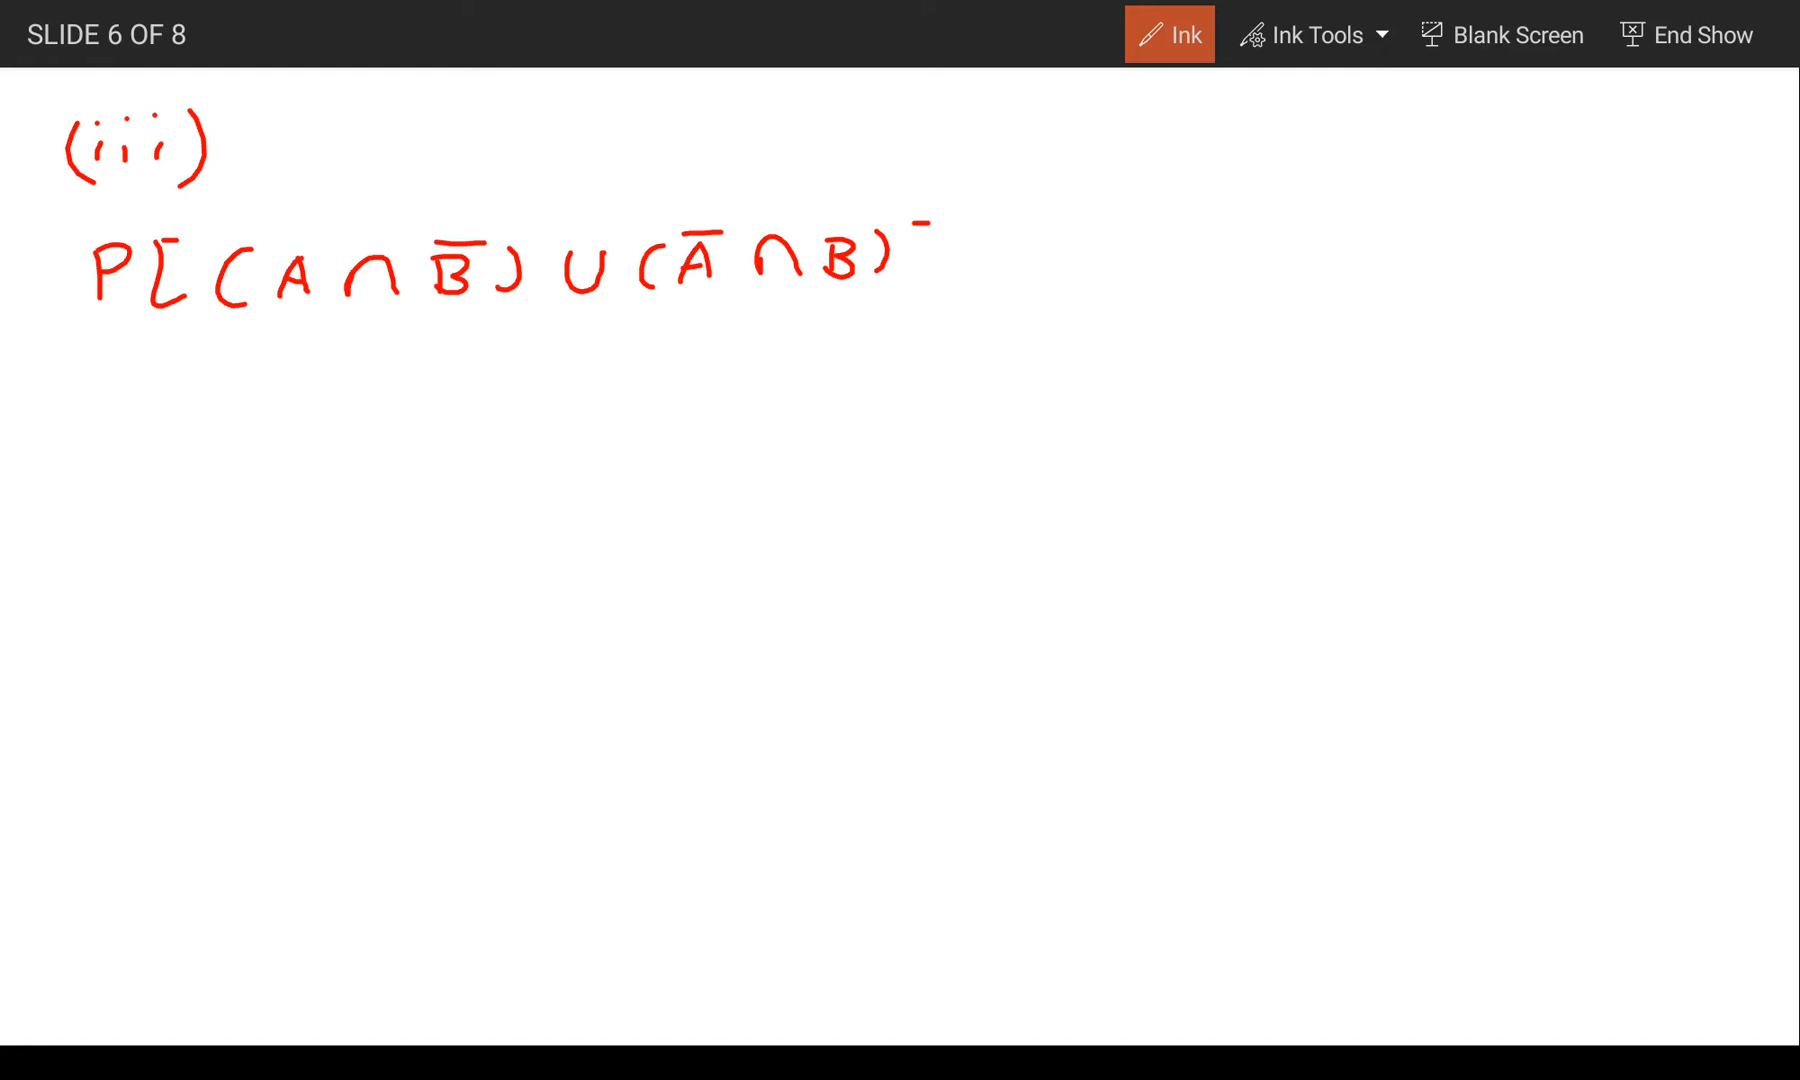 SLIDE 6 OF 8 Ink Ink Tools Blank Screen End Show
(iii)
P[(A ∩ B̅) ∪ (A̅ ∩ B)‾